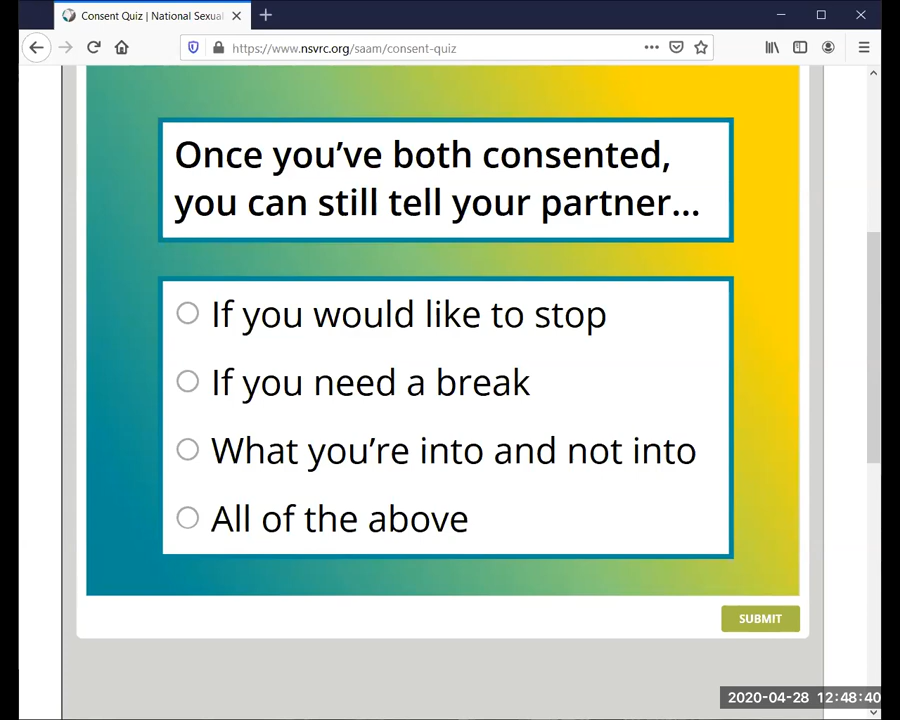 Consent Quiz | National Sexual
https://www.nsvrc.org/saam/consent-quiz
Once you’ve both consented,
you can still tell your partner...
If you would like to stop
If you need a break
What you’re into and not into
All of the above
SUBMIT
2020-04-28 12:48:40